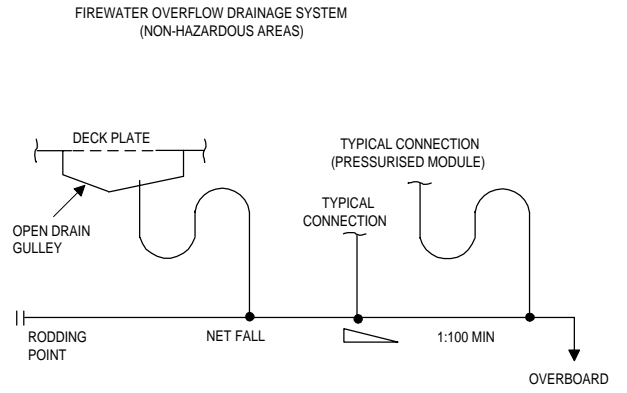 FIREWATER OVERFLOW DRAINAGE SYSTEM
(NON-HAZARDOUS AREAS)
DECK PLATE
TYPICAL CONNECTION
(PRESSURISED MODULE)
TYPICAL
CONNECTION
OPEN DRAIN
GULLEY
RODDING
POINT
NET FALL
1:100 MIN
OVERBOARD